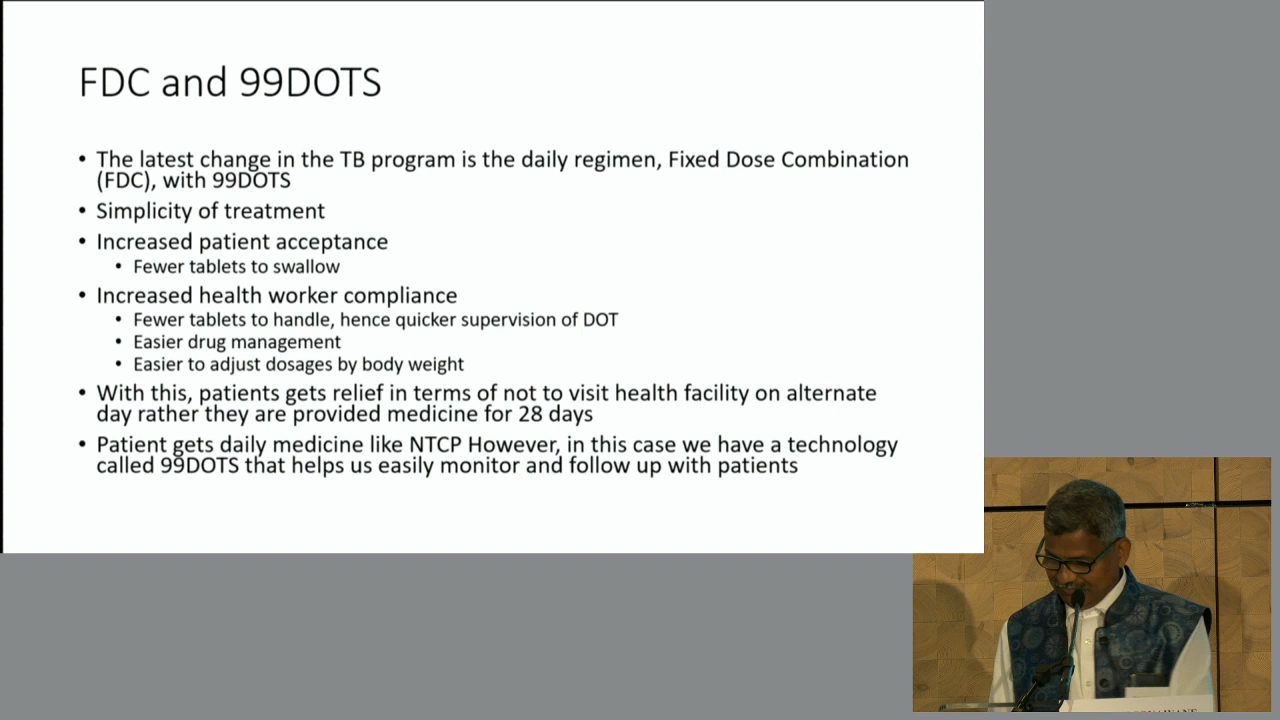 FDC and 99DOTS
• The latest change in the TB program is the daily regimen, Fixed Dose Combination
(FDC), with 99DOTS
• Simplicity of treatment
• Increased patient acceptance
• Fewer tablets to swallow
• Increased health worker compliance
• Fewer tablets to handle, hence quicker supervision of DOT
• Easier drug management
• Easier to adjust dosages by body weight
• With this, patients gets relief in terms of not to visit health facility on alternate
day rather they are provided medicine for 28 days
• Patient gets daily medicine like NTCP However, in this case we have a technology
called 99DOTS that helps us easily monitor and follow up with patients